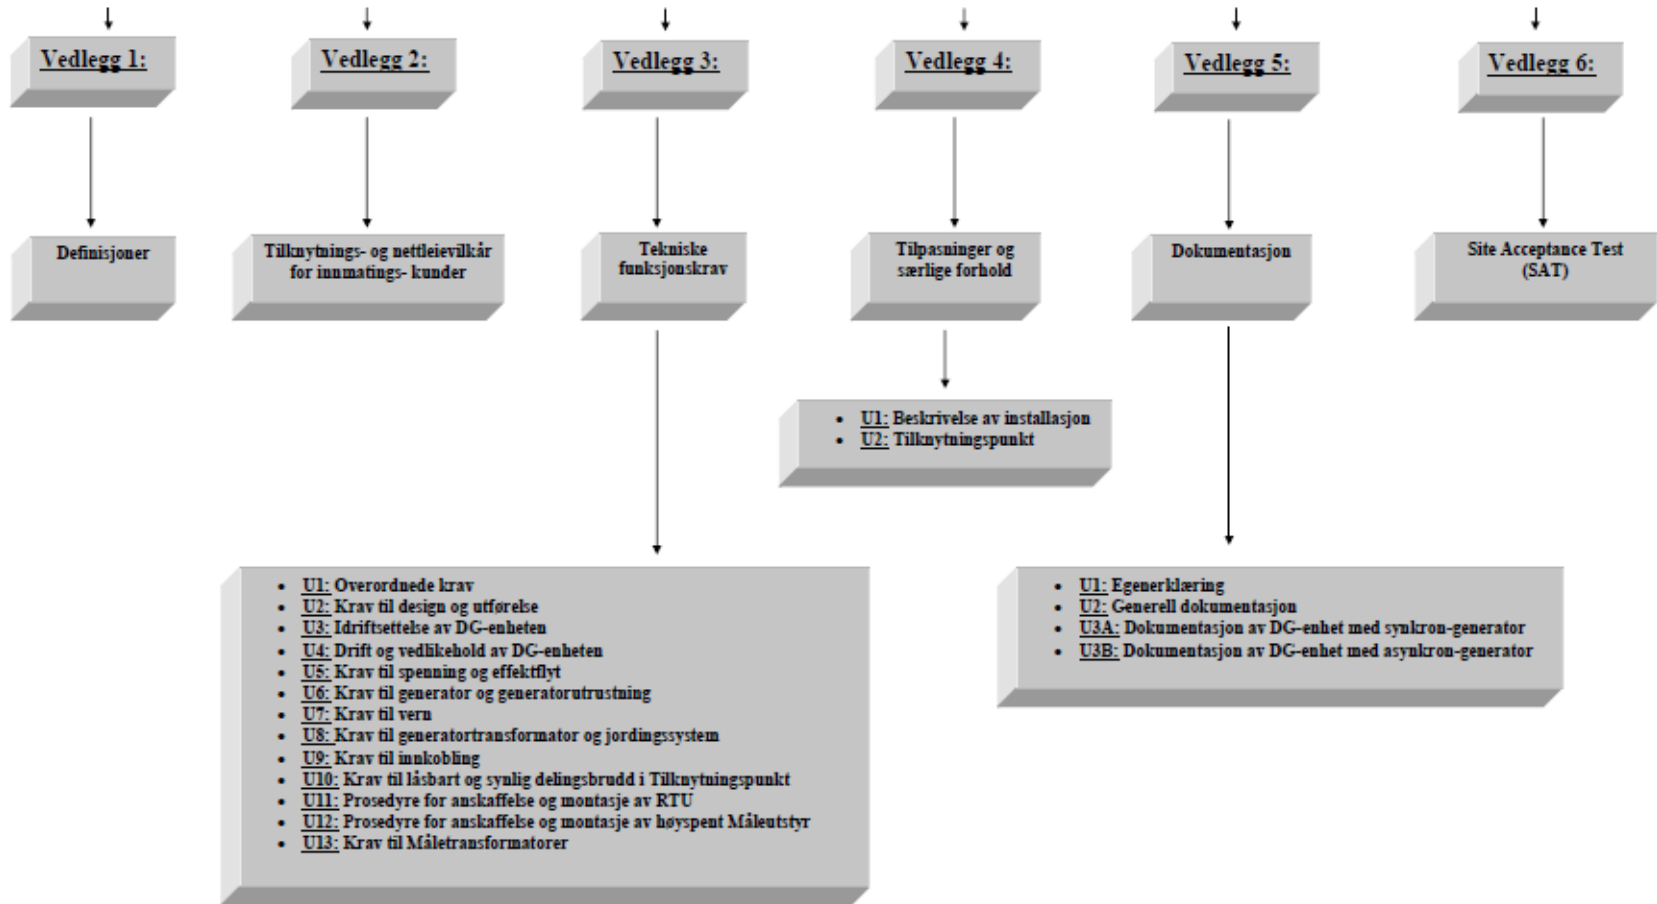 Vedlegg 1:
Vedlegg 2:
Vedlegg 3:
Vedlegg 4:
Vedlegg 5:
Vedlegg 6:
Definisjoner
Tilknytnings- og nettleievilkår
for innmatings- kunder
Tekniske
funksjonskrav
Tilpasninger og
særlige forhold
Dokumentasjon
Site Acceptance Test
(SAT)
• U1: Beskrivelse av installasjon
• U2: Tilknytningspunkt
• U1: Overordnede krav
• U2: Krav til design og utførelse
• U3: Idriftsettelse av DG-enheten
• U4: Drift og vedlikehold av DG-enheten
• U5: Krav til spenning og effektflyt
• U6: Krav til generator og generatorutrustning
• U7: Krav til vern
• U8: Krav til generatortransformator og jordingssystem
• U9: Krav til innkobling
• U10: Krav til låsbart og synlig delingsbrudd i Tilknytningspunkt
• U11: Prosedyre for anskaffelse og montasje av RTU
• U12: Prosedyre for anskaffelse og montasje av høyspent Måleutstyr
• U13: Krav til Måletransformatorer
• U1: Egenerklæring
• U2: Generell dokumentasjon
• U3A: Dokumentasjon av DG-enhet med synkron-generator
• U3B: Dokumentasjon av DG-enhet med asynkron-generator